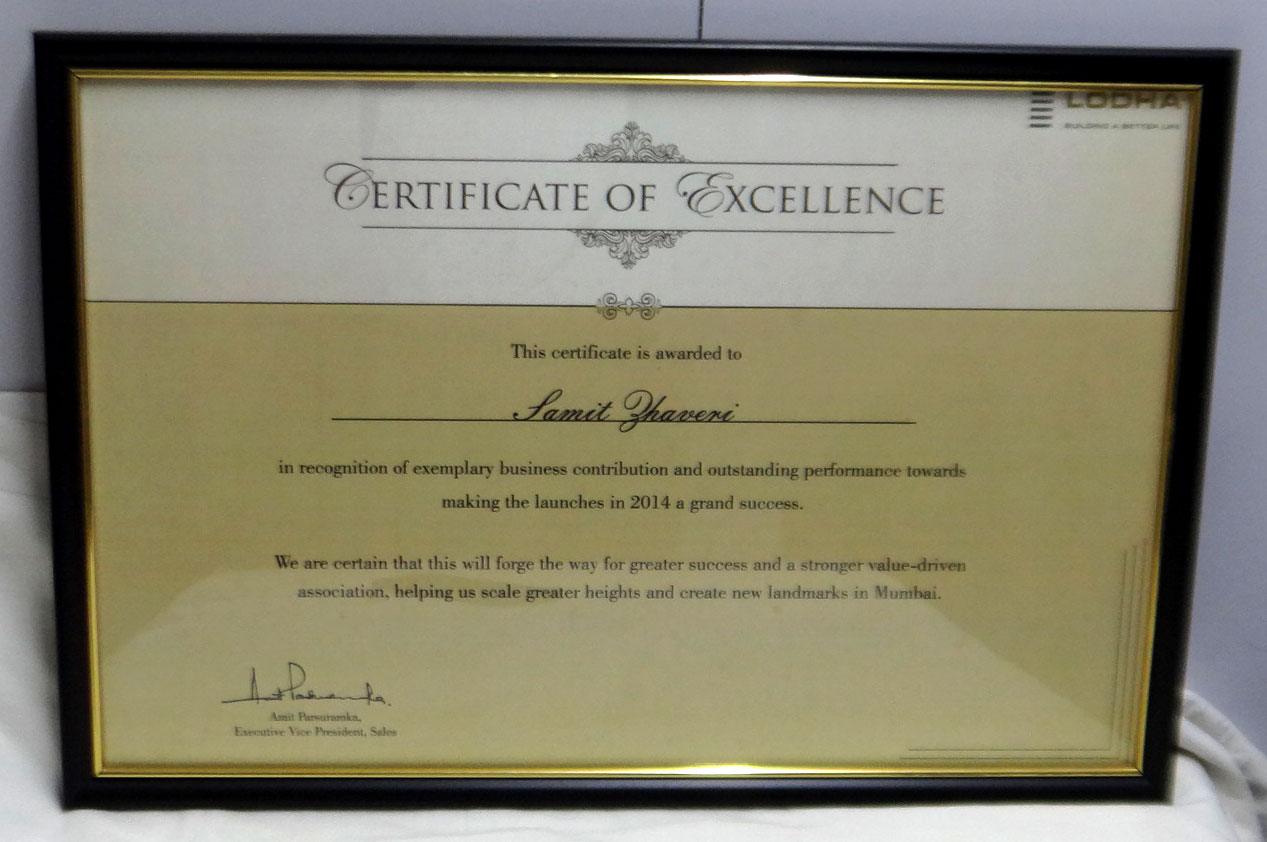 LODHA
BUILDING A BETTER LIFE
CERTIFICATE OF EXCELLENCE
This certificate is awarded to
Samit Zhaveri
in recognition of exemplary business contribution and outstanding performance towards
making the launches in 2014 a grand success.
We are certain that this will forge the way for greater success and a stronger value-driven
association, helping us scale greater heights and create new landmarks in Mumbai.
Amit Parsuramka,
Executive Vice President, Sales